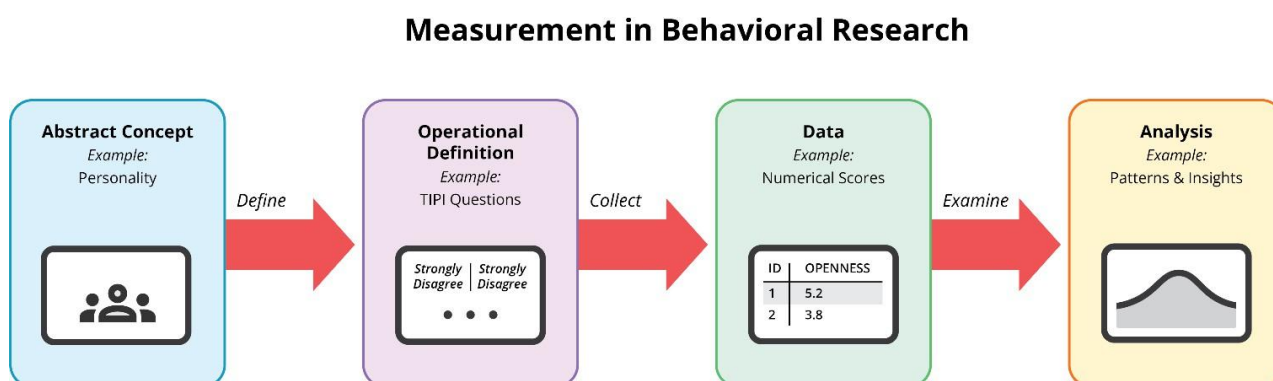 Measurement in Behavioral Research
Abstract Concept
Example:
Personality
Define
Operational
Definition
Example:
TIPI Questions
Strongly | Strongly
Disagree | Disagree
Collect
Data
Example:
Numerical Scores
ID OPENNESS
1 5.2
2 3.8
Examine
Analysis
Example:
Patterns & Insights